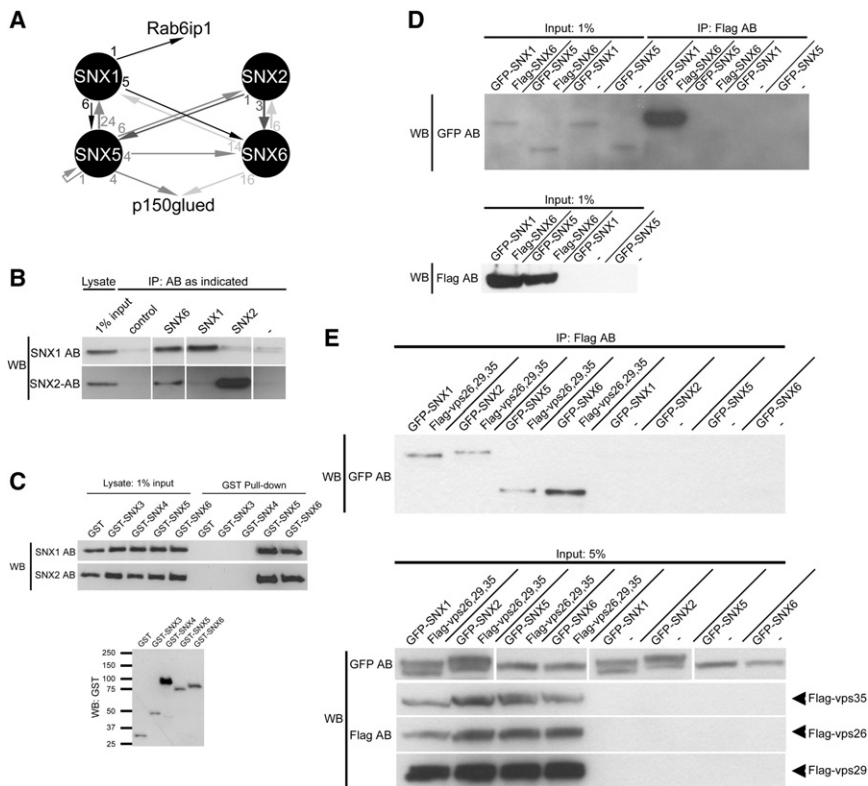 A
Rab6ip1
1
SNX1
SNX2
5
1
3
6
24
6
6
14
SNX5
4
SNX6
1
4
16
p150glued
B
Lysate
IP: AB as indicated
1% input
control
SNX6
SNX1
SNX2
-
WB
SNX1 AB
SNX2-AB
C
Lysate: 1% input
GST Pull-down
GST
GST-SNX3
GST-SNX4
GST-SNX5
GST-SNX6
GST
GST-SNX3
GST-SNX4
GST-SNX5
GST-SNX6
WB
SNX1 AB
SNX2 AB
GST
GST-SNX3
GST-SNX4
GST-SNX5
GST-SNX6
WB: GST
250
150
100
75
50
37
25
D
Input: 1%
IP: Flag AB
GFP-SNX1
Flag-SNX6
GFP-SNX5
Flag-SNX6
GFP-SNX1
-
GFP-SNX5
-
GFP-SNX1
Flag-SNX6
GFP-SNX5
Flag-SNX6
GFP-SNX1
-
GFP-SNX5
-
WB
GFP AB
Input: 1%
GFP-SNX1
Flag-SNX6
GFP-SNX5
Flag-SNX6
GFP-SNX1
-
GFP-SNX5
-
WB
Flag AB
E
IP: Flag AB
GFP-SNX1
Flag-vps26,29,35
GFP-SNX2
Flag-vps26,29,35
GFP-SNX5
Flag-vps26,29,35
GFP-SNX6
Flag-vps26,29,35
GFP-SNX1
-
GFP-SNX2
-
GFP-SNX5
-
GFP-SNX6
-
WB
GFP AB
Input: 5%
GFP-SNX1
Flag-vps26,29,35
GFP-SNX2
Flag-vps26,29,35
GFP-SNX5
Flag-vps26,29,35
GFP-SNX6
Flag-vps26,29,35
GFP-SNX1
-
GFP-SNX2
-
GFP-SNX5
-
GFP-SNX6
-
WB
GFP AB
Flag AB
Flag-vps35
Flag-vps26
Flag-vps29